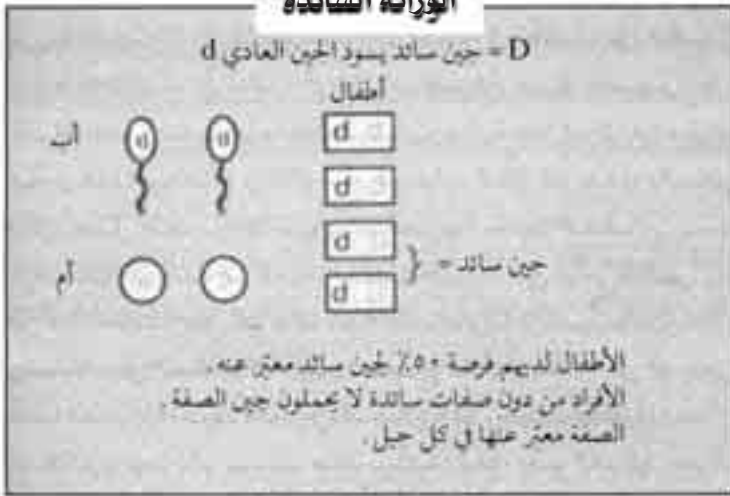 الوراثة السائدة
D = جين سائد يسود الجين العادي d
أطفال
أب d d d
d
d
أم d
حين سائد =
الأطفال لديهم فرصة ٥٠٪ لجين سائد معبّر عنه.
الأفراد من دون صفات سائدة لا يحملون جين الصفة.
الصفة معبّر عنها في كل جيل.